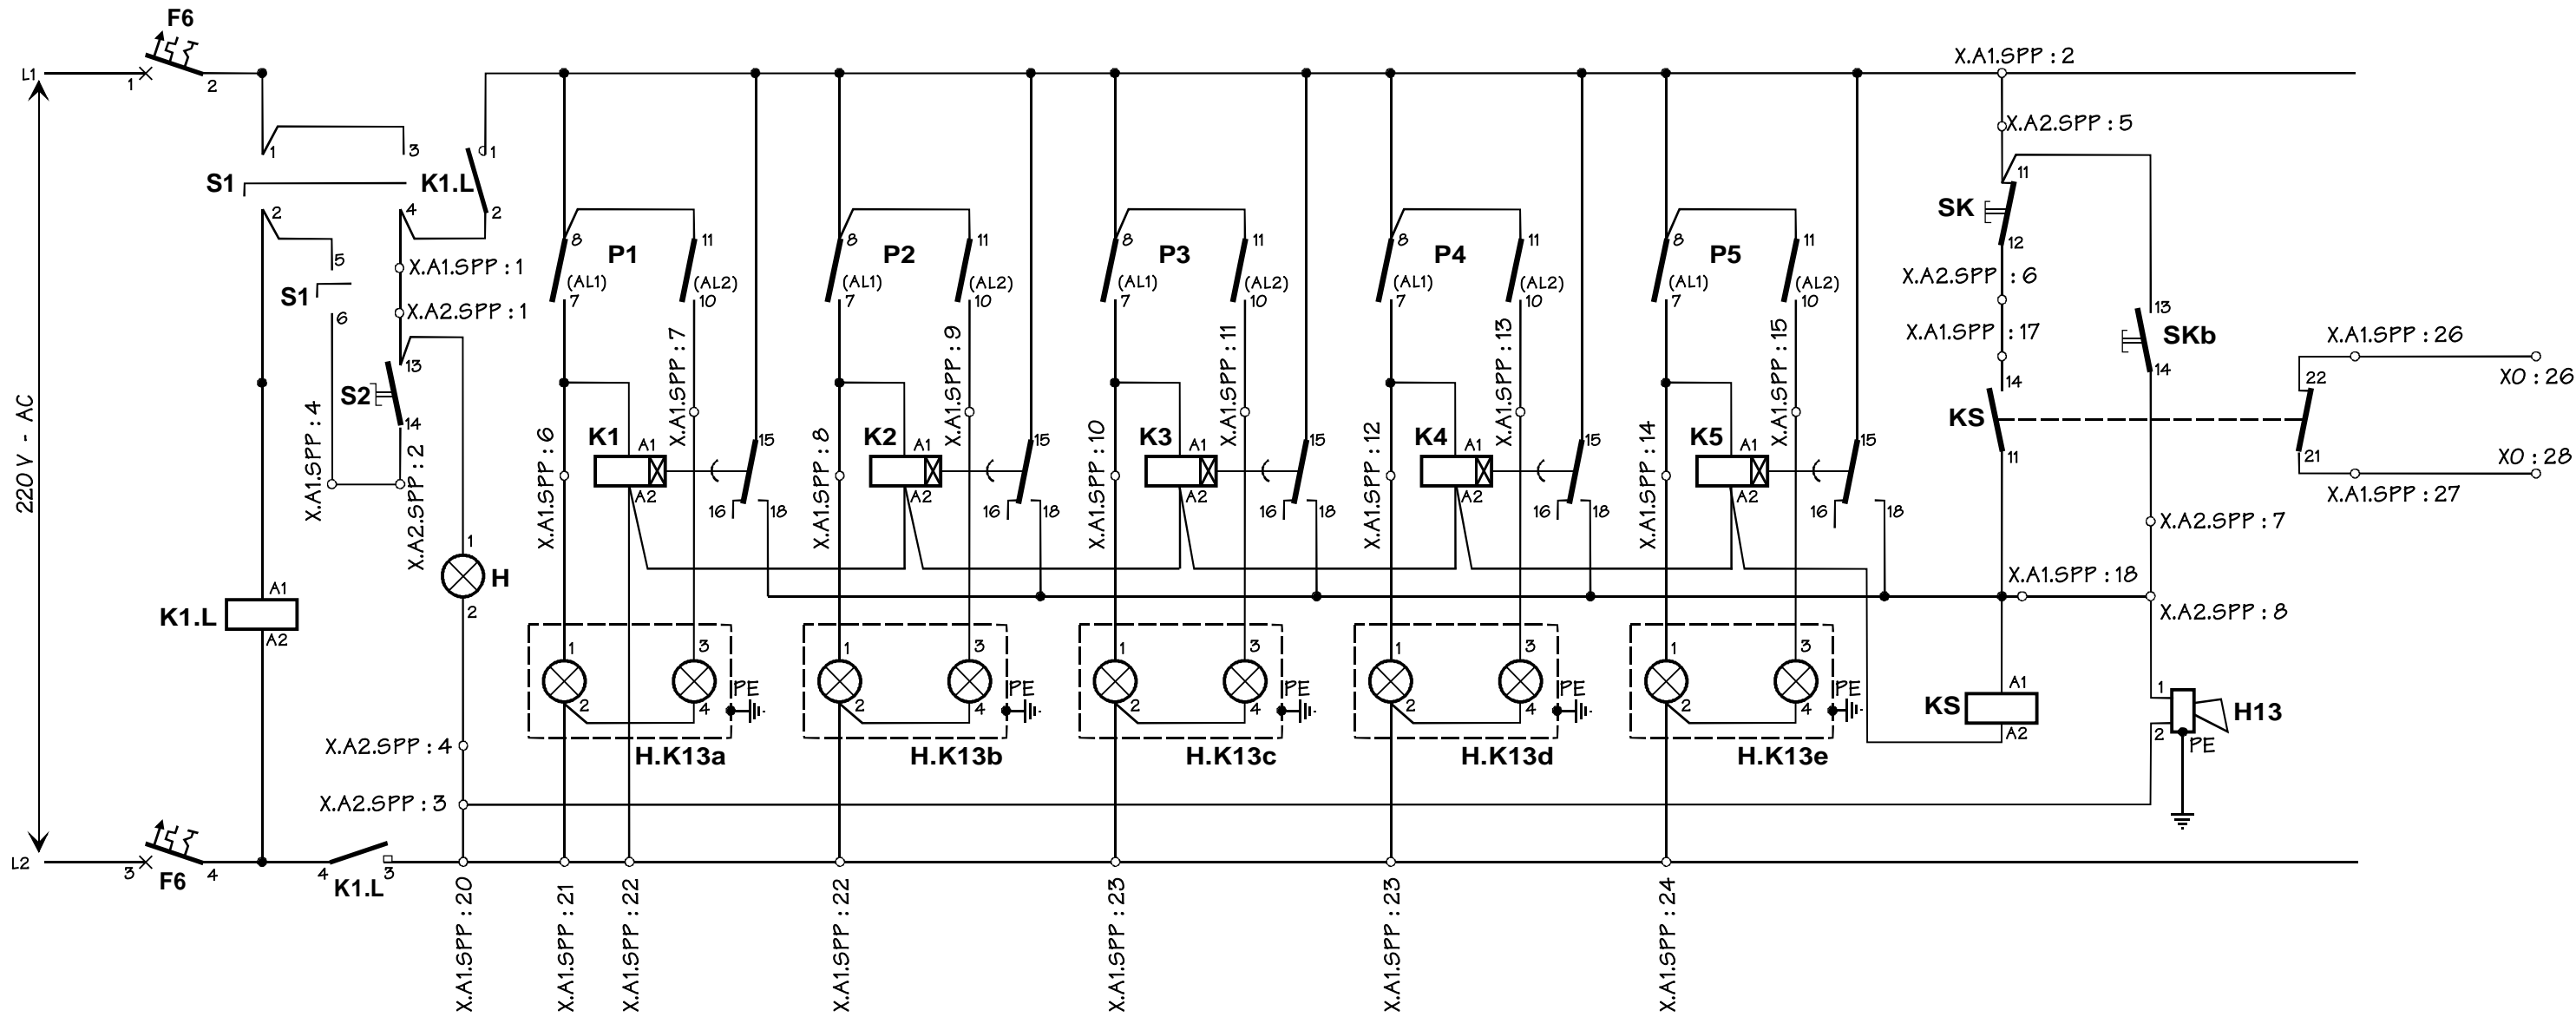 F6
L1
1
2
X.A1.SPP : 2
X.A2.SPP : 5
1
3
1
S1
K1.L
2
4
2
11
SK
12
5
X.A1.SPP : 1
S1
6
X.A2.SPP : 1
8
P1
11
(AL1)
(AL2)
7
10
8
P2
11
(AL1)
(AL2)
7
10
8
P3
11
(AL1)
(AL2)
7
10
8
P4
11
(AL1)
(AL2)
7
10
8
P5
11
(AL1)
(AL2)
7
10
X.A2.SPP : 6
X.A1.SPP : 17
13
SKb
14
X.A1.SPP : 26
XO : 26
220 V - AC
13
S2
14
X.A1.SPP : 4
X.A2.SPP : 2
X.A1.SPP : 6
X.A1.SPP : 7
X.A1.SPP : 8
X.A1.SPP : 9
X.A1.SPP : 10
X.A1.SPP : 11
X.A1.SPP : 12
X.A1.SPP : 13
X.A1.SPP : 14
X.A1.SPP : 15
K1
A1
A2
15
16
18
K2
A1
A2
15
16
18
K3
A1
A2
15
16
18
K4
A1
A2
15
16
18
K5
A1
A2
15
16
18
14
KS
11
22
21
XO : 28
X.A1.SPP : 27
X.A2.SPP : 7
1
H
2
A1
K1.L
A2
X.A1.SPP : 18
X.A2.SPP : 8
1
3
2
4
PE
H.K13a
1
3
2
4
PE
H.K13b
1
3
2
4
PE
H.K13c
1
3
2
4
PE
H.K13d
1
3
2
4
PE
H.K13e
A1
KS
A2
1
H13
2
PE
X.A2.SPP : 4
X.A2.SPP : 3
L2
3
F6
4
4
K1.L
3
X.A1.SPP : 20
X.A1.SPP : 21
X.A1.SPP : 22
X.A1.SPP : 22
X.A1.SPP : 23
X.A1.SPP : 23
X.A1.SPP : 24